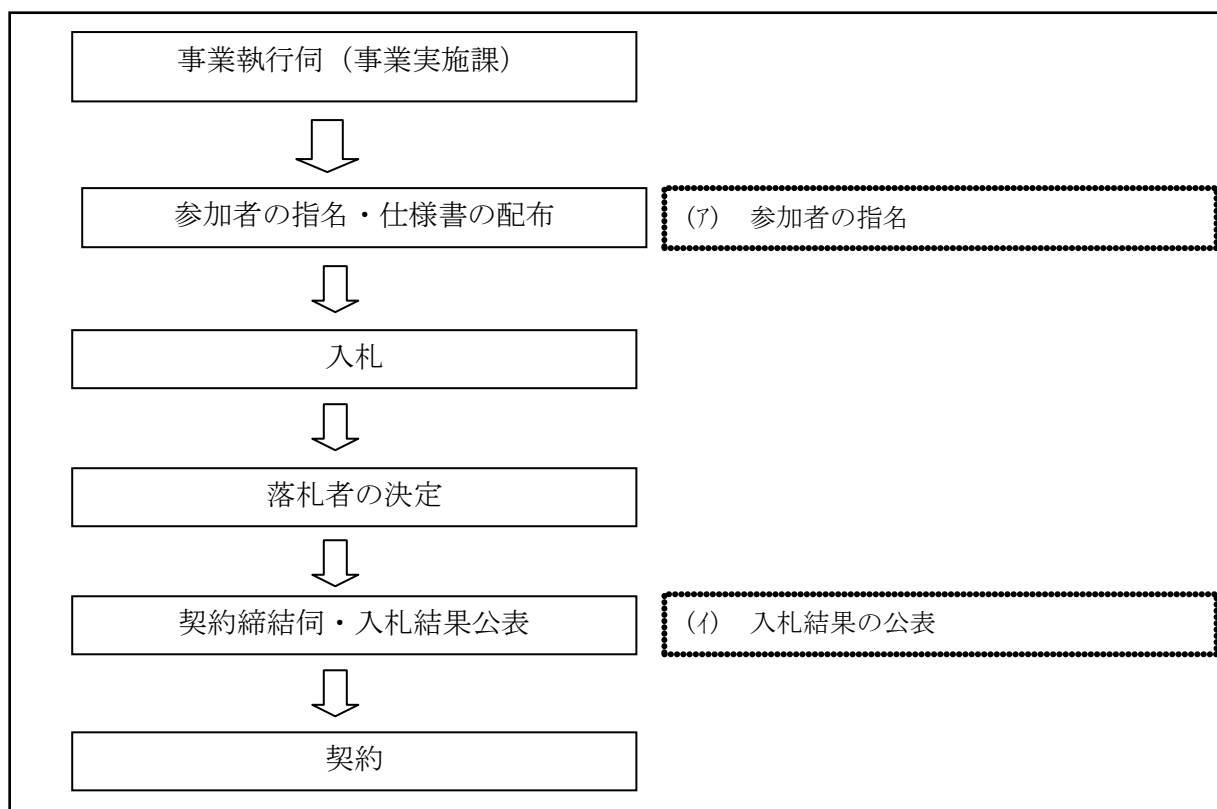 事業執行伺（事業実施課）
参加者の指名・仕様書の配布
(ｱ) 参加者の指名
入札
落札者の決定
契約締結伺・入札結果公表
(ｲ) 入札結果の公表
契約